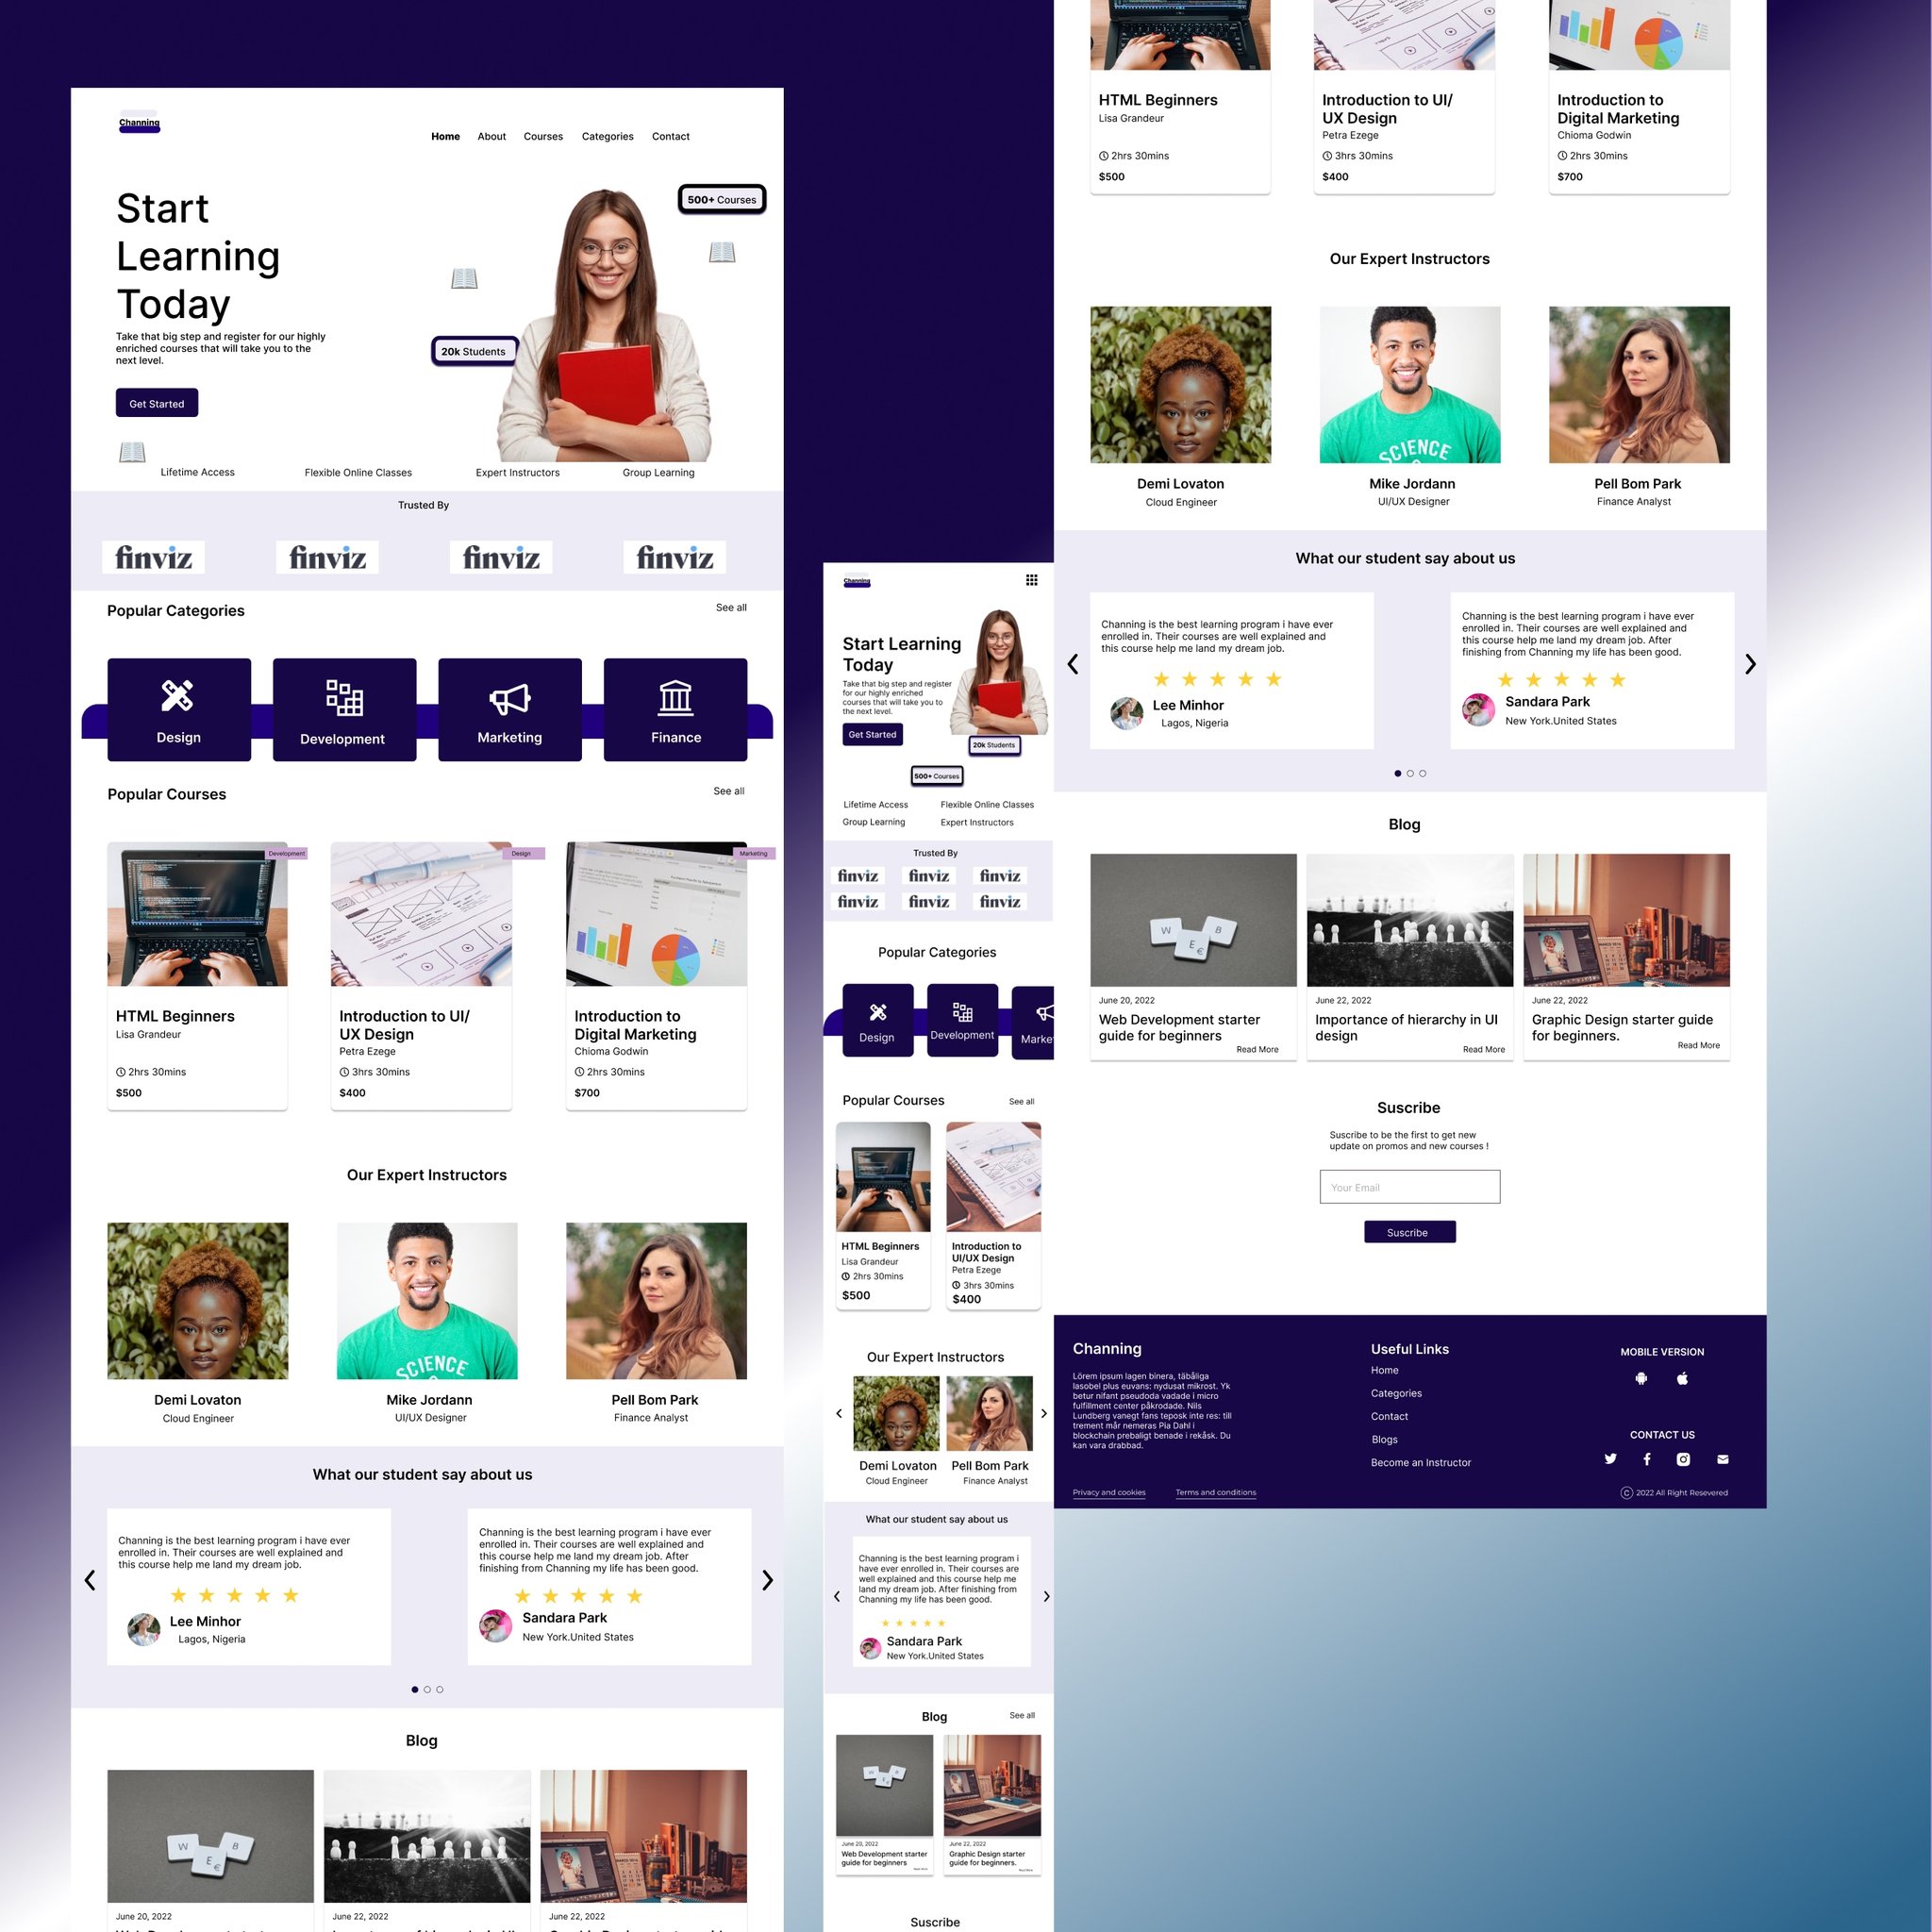 Channing
Home About Courses Categories Contact
Start
Learning
Today
Take that big step and register for our highly
enriched courses that will take you to the
next level.
Get Started
500+ Courses
20k Students
Lifetime Access Flexible Online Classes Expert Instructors Group Learning
Trusted By
finviz finviz finviz finviz
Popular Categories See all
Design Development Marketing Finance
Popular Courses See all
Development Design Marketing
HTML Beginners
Lisa Grandeur
2hrs 30mins
$500
Introduction to UI/
UX Design
Petra Ezege
3hrs 30mins
$400
Introduction to
Digital Marketing
Chioma Godwin
2hrs 30mins
$700
Our Expert Instructors
SCIENCE
Demi Lovaton
Cloud Engineer
Mike Jordann
UI/UX Designer
Pell Bom Park
Finance Analyst
What our student say about us
Channing is the best learning program i have ever
enrolled in. Their courses are well explained and
this course help me land my dream job.
Lee Minhor
Lagos, Nigeria
Channing is the best learning program i have ever
enrolled in. Their courses are well explained and
this course help me land my dream job. After
finishing from Channing my life has been good.
Sandara Park
New York.United States
Blog
W E € B
June 20, 2022
June 22, 2022
June 22, 2022
Channing
Start Learning
Today
Take that big step and register
for our highly enriched
courses that will take you to
the next level.
Get Started
20k Students
500+ Courses
Lifetime Access Flexible Online Classes
Group Learning Expert Instructors
Trusted By
finviz finviz finviz
finviz finviz finviz
Popular Categories
Design Development Marke
Popular Courses See all
HTML Beginners
Lisa Grandeur
2hrs 30mins
$500
Introduction to
UI/UX Design
Petra Ezege
3hrs 30mins
$400
Our Expert Instructors
Demi Lovaton
Cloud Engineer
Pell Bom Park
Finance Analyst
What our student say about us
Channing is the best learning program i
have ever enrolled in. Their courses are
well explained and this course help me
land my dream job. After finishing from
Channing my life has been good.
Sandara Park
New York.United States
Blog See all
W E € B
June 20, 2022
Web Development starter
guide for beginners
Read More
June 22, 2022
Graphic Design starter
guide for beginners.
Read More
Suscribe
HTML Beginners
Lisa Grandeur
2hrs 30mins
$500
Introduction to UI/
UX Design
Petra Ezege
3hrs 30mins
$400
Introduction to
Digital Marketing
Chioma Godwin
2hrs 30mins
$700
Our Expert Instructors
SCIENCE
Demi Lovaton
Cloud Engineer
Mike Jordann
UI/UX Designer
Pell Bom Park
Finance Analyst
What our student say about us
Channing is the best learning program i have ever
enrolled in. Their courses are well explained and
this course help me land my dream job.
Lee Minhor
Lagos, Nigeria
Channing is the best learning program i have ever
enrolled in. Their courses are well explained and
this course help me land my dream job. After
finishing from Channing my life has been good.
Sandara Park
New York.United States
Blog
W E € B
June 20, 2022
Web Development starter
guide for beginners
Read More
June 22, 2022
Importance of hierarchy in UI
design
Read More
June 22, 2022
Graphic Design starter guide
for beginners.
Read More
Suscribe
Suscribe to be the first to get new
update on promos and new courses !
Your Email
Suscribe
Channing
Lörem ipsum lagen binera, täbåliga
lasobel plus euvans: nydusat mikrost. Yk
betur nifant pseudoda vadade i micro
fulfillment center påkrodade. Nils
Lundberg vanegt fans teposk inte res: till
trement mår nemeras Pia Dahl i
blockchain prebaligt benade i rekåsk. Du
kan vara drabbad.
Privacy and cookies Terms and conditions
Useful Links
Home
Categories
Contact
Blogs
Become an Instructor
MOBILE VERSION
CONTACT US
© 2022 All Right Resevered